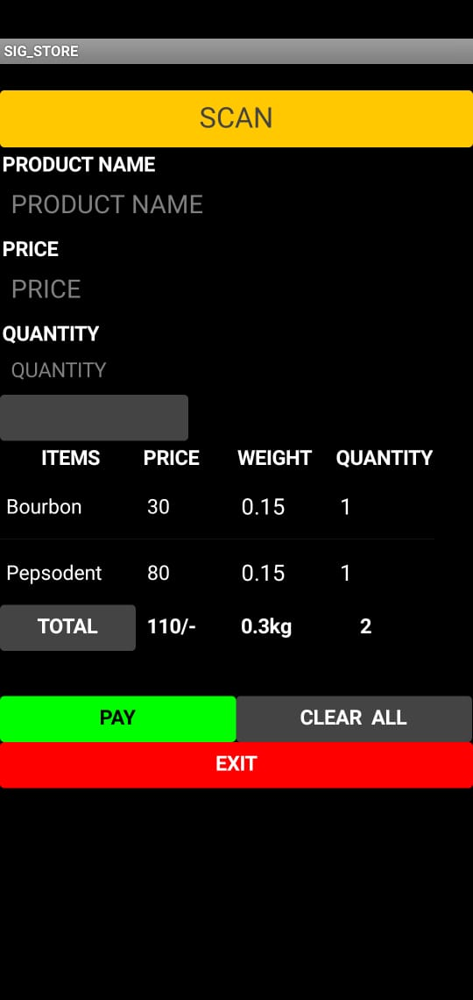 SIG_STORE
SCAN
PRODUCT NAME
PRODUCT NAME
PRICE
PRICE
QUANTITY
QUANTITY
ITEMS PRICE WEIGHT QUANTITY
Bourbon 30 0.15 1
Pepsodent 80 0.15 1
TOTAL 110/- 0.3kg 2
PAY CLEAR ALL
EXIT